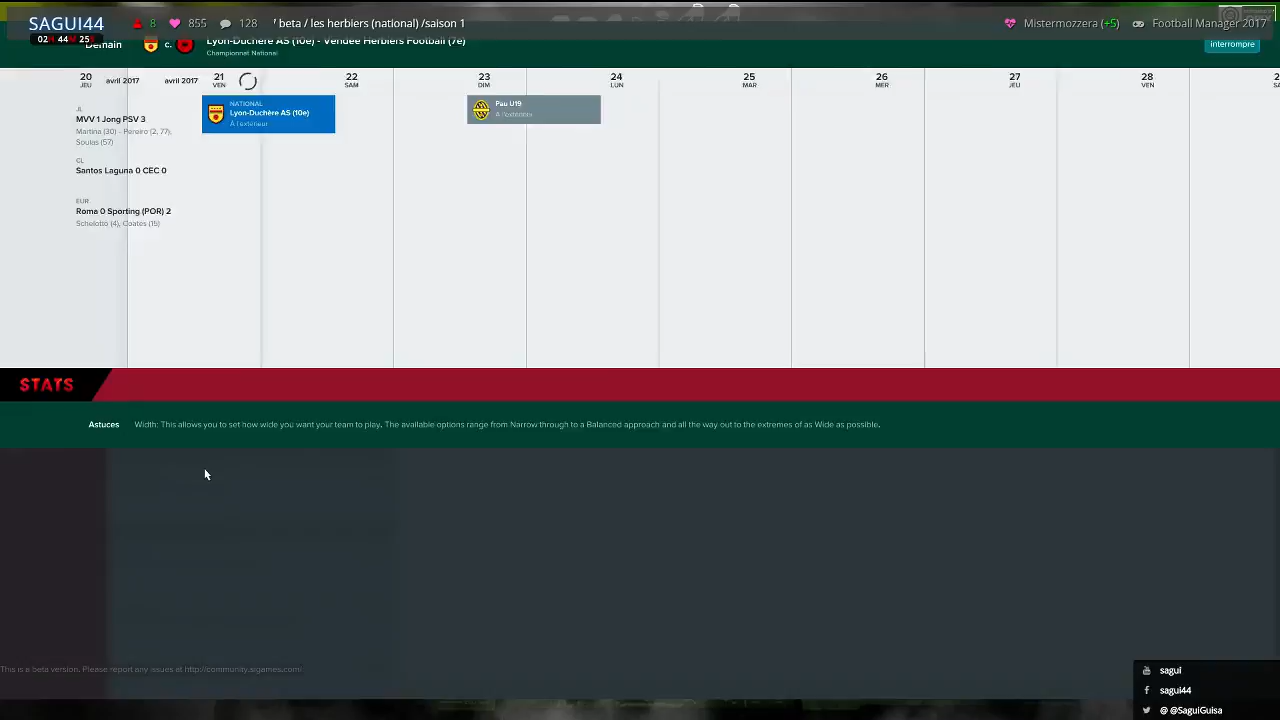 SAGUI44 8 855 128 ' beta / les herbiers (national) /saison 1 Mistermozzera (+5) Football Manager 2017
02H 44M 25S
Demain c. Lyon-Duchère AS (10e) - Vendée Herbiers Football (7e) interrompre
Championnat National
20 avril 2017 avril 2017 21 22 23 24 25 26 27 28 2
JEU VEN SAM DIM LUN MAR MER JEU VEN SA
NATIONAL
Lyon-Duchère AS (10e)
À l'extérieur
Pau U19
À l'extérieur
JL
MVV 1 Jong PSV 3
Martina (30) - Pereiro (2, 77),
Soulas (57)
CL
Santos Laguna 0 CEC 0
EUR
Roma 0 Sporting (POR) 2
Schelotto (4), Coates (15)
STATS
Astuces Width: This allows you to set how wide you want your team to play. The available options range from Narrow through to a Balanced approach and all the way out to the extremes of as Wide as possible.
This is a beta version. Please report any issues at http://community.sigames.com/
sagui
sagui44
@ @SaguiGuisa